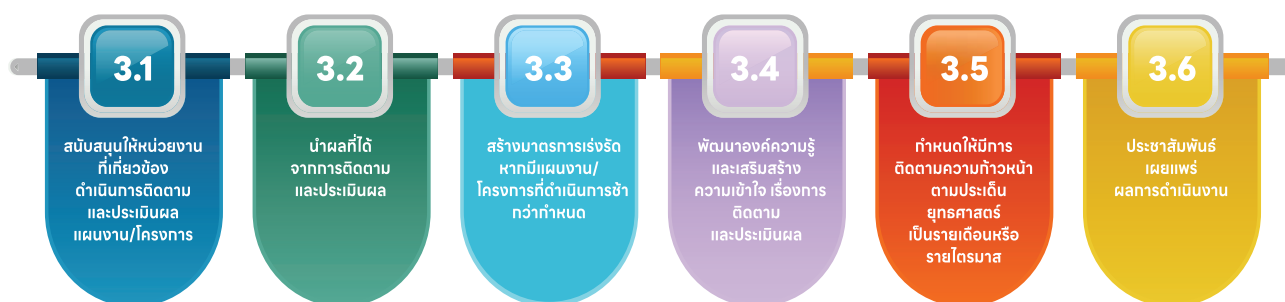 3.1
สนับสนุนให้หน่วยงาน
ที่เกี่ยวข้อง
ดำเนินการติดตาม
และประเมินผล
แผนงาน/โครงการ
3.2
นำผลที่ได้
จากการติดตาม
และประเมินผล
3.3
สร้างมาตรการเร่งรัด
หากมีแผนงาน/
โครงการที่ดำเนินการช้า
กว่ากำหนด
3.4
พัฒนาองค์ความรู้
และเสริมสร้าง
ความเข้าใจ เรื่องการ
ติดตาม
และประเมินผล
3.5
กำหนดให้มีการ
ติดตามความก้าวหน้า
ตามประเด็น
ยุทธศาสตร์
เป็นรายเดือนหรือ
รายไตรมาส
3.6
ประชาสัมพันธ์
เผยแพร่
ผลการดำเนินงาน